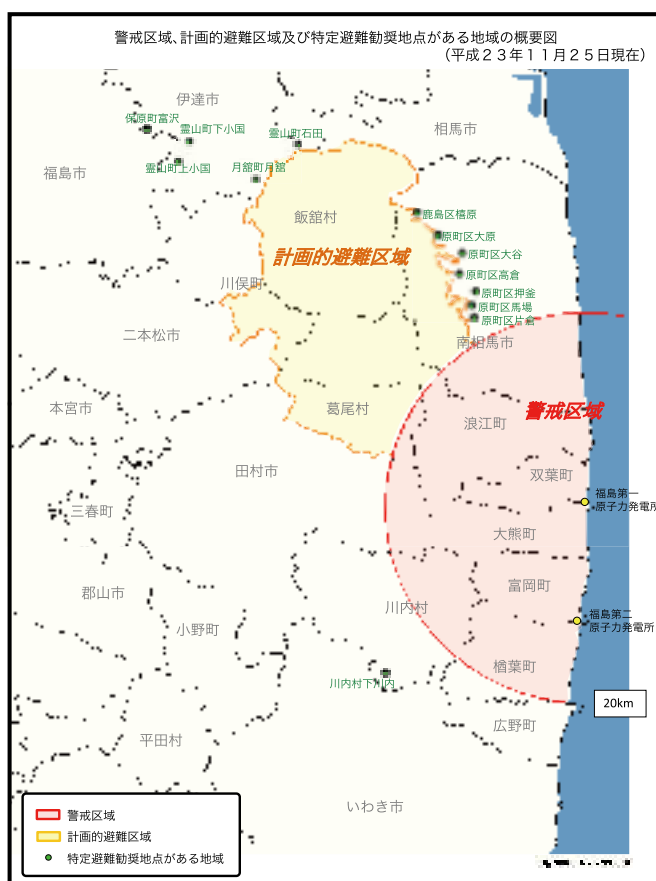 警戒区域、計画的避難区域及び特定避難勧奨地点がある地域の概要図
(平成23年11月25日現在)
伊達市
保原町富沢
霊山町下小国
霊山町石田
相馬市
福島市
霊山町上小国
月舘町月舘
飯舘村
鹿島区橲原
原町区大原
計画的避難区域
原町区大谷
原町区高倉
川俣町
原町区押釜
原町区馬場
原町区片倉
二本松市
南相馬市
本宮市
葛尾村
警戒区域
浪江町
田村市
双葉町
福島第一
原子力発電所
三春町
大熊町
郡山市
富岡町
川内村
福島第二
原子力発電所
小野町
楢葉町
川内村下川内
20km
広野町
平田村
いわき市
警戒区域
計画的避難区域
特定避難勧奨地点がある地域